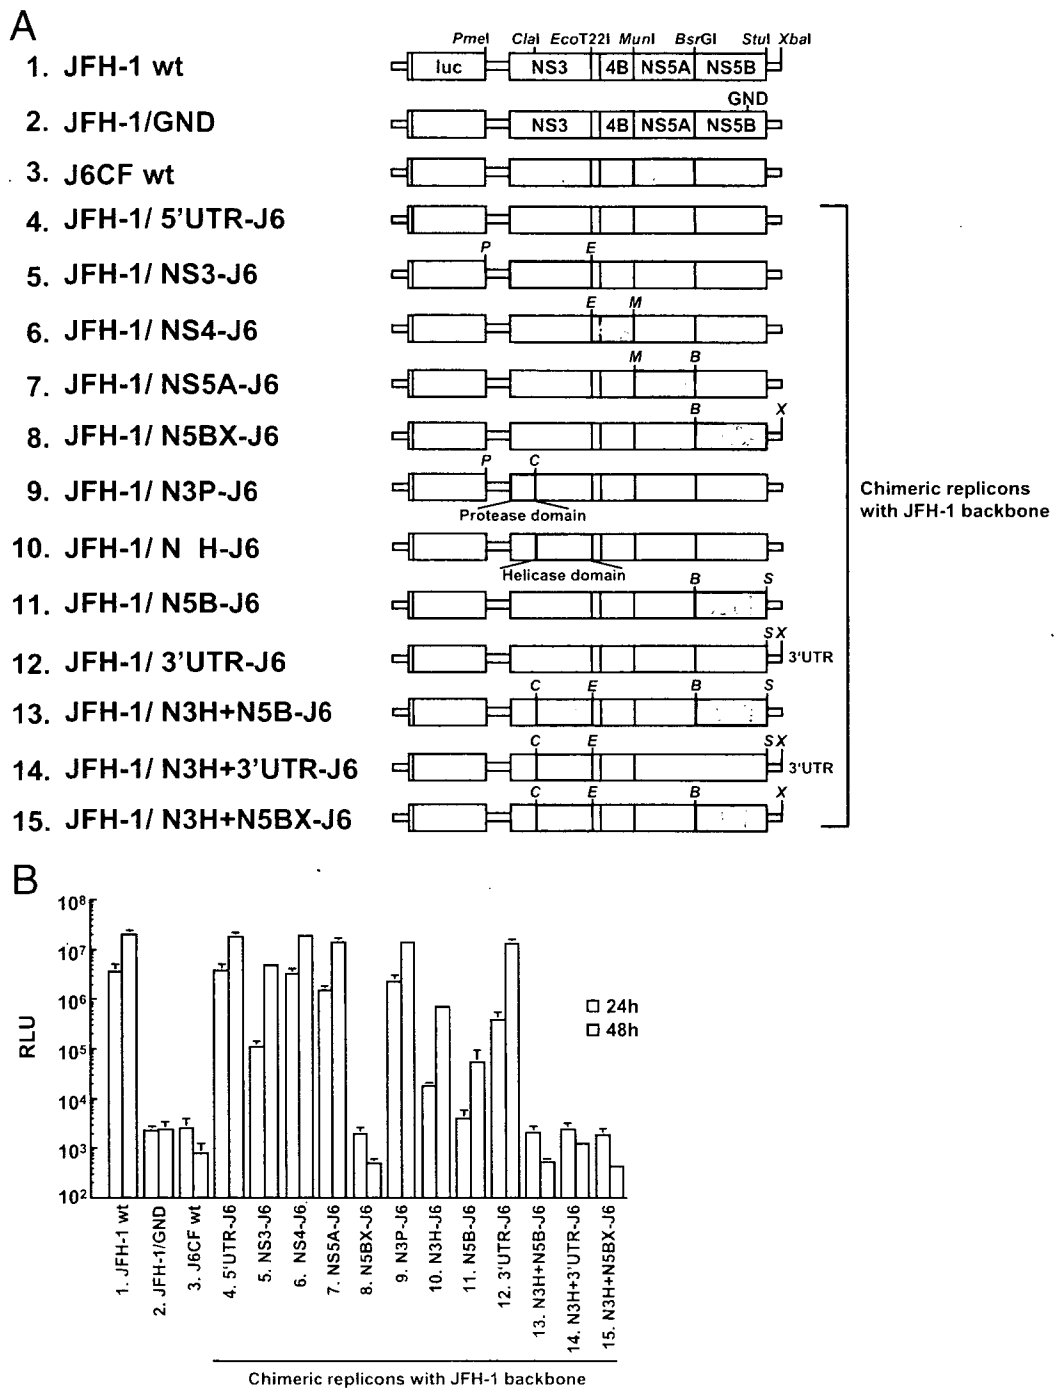 A
PmeI ClaI EcoT22I MunI BsrGI StuI XbaI
1. JFH-1 wt luc NS3 4B NS5A NS5B
GND
2. JFH-1/GND NS3 4B NS5A NS5B
3. J6CF wt
4. JFH-1/ 5'UTR-J6
P E
5. JFH-1/ NS3-J6
E M
6. JFH-1/ NS4-J6
M B
7. JFH-1/ NS5A-J6
B X
8. JFH-1/ N5BX-J6
P C
9. JFH-1/ N3P-J6
Protease domain
10. JFH-1/ N H-J6
Helicase domain
B S
11. JFH-1/ N5B-J6
S X
12. JFH-1/ 3'UTR-J6 3'UTR
C E B S
13. JFH-1/ N3H+N5B-J6
C E S X
14. JFH-1/ N3H+3'UTR-J6 3'UTR
C E B X
15. JFH-1/ N3H+N5BX-J6
Chimeric replicons
with JFH-1 backbone
B
RLU
10⁸
10⁷
10⁶
10⁵
10⁴
10³
10²
24h
48h
1. JFH-1 wt
2. JFH-1/GND
3. J6CF wt
4. 5'UTR-J6
5. NS3-J6
6. NS4-J6
7. NS5A-J6
8. N5BX-J6
9. N3P-J6
10. N3H-J6
11. N5B-J6
12. 3'UTR-J6
13. N3H+N5B-J6
14. N3H+3'UTR-J6
15. N3H+N5BX-J6
Chimeric replicons with JFH-1 backbone